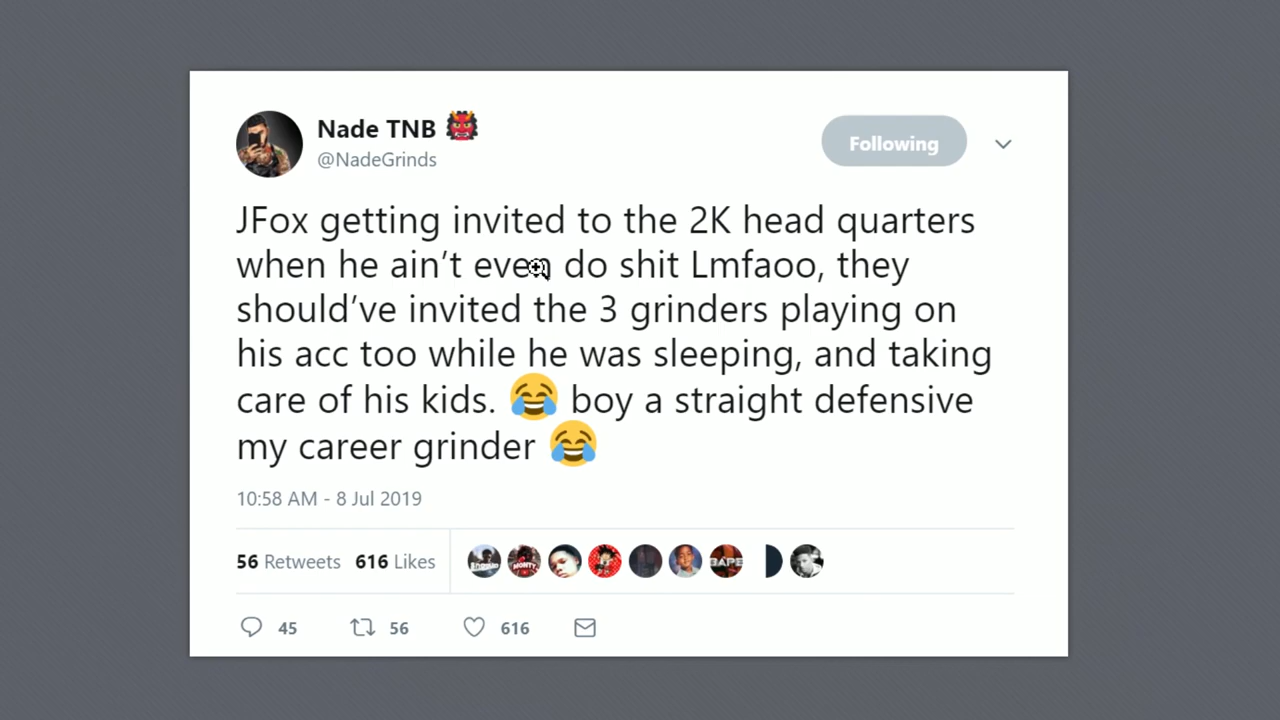 Nade TNB 👹
@NadeGrinds
Following
JFox getting invited to the 2K head quarters
when he ain’t even do shit Lmfaoo, they
should’ve invited the 3 grinders playing on
his acc too while he was sleeping, and taking
care of his kids. 😂 boy a straight defensive
my career grinder 😂
10:58 AM - 8 Jul 2019
56 Retweets 616 Likes
MONTY
BAPE
45 56 616